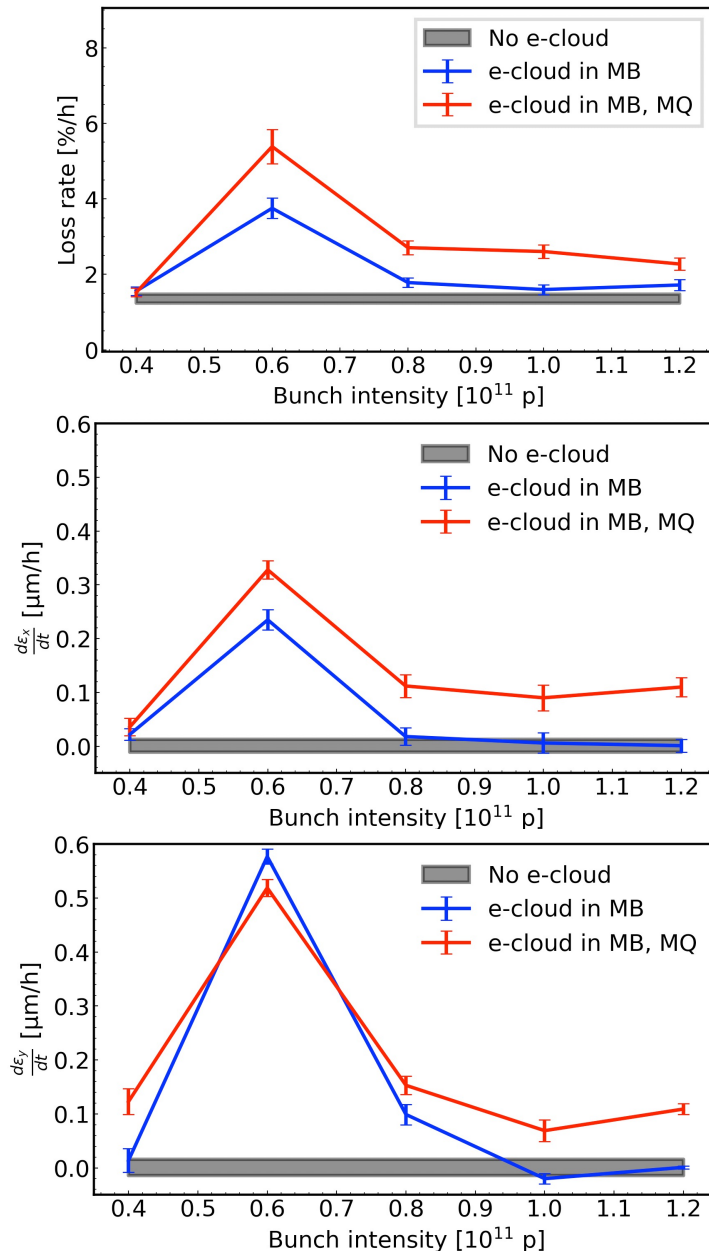 No e-cloud
e-cloud in MB
e-cloud in MB, MQ
Loss rate [%/h]
8
6
4
2
0
0.4 0.5 0.6 0.7 0.8 0.9 1.0 1.1 1.2
Bunch intensity [10¹¹ p]
No e-cloud
e-cloud in MB
e-cloud in MB, MQ
dεₓ/dt [μm/h]
0.6
0.5
0.4
0.3
0.2
0.1
0.0
0.4 0.5 0.6 0.7 0.8 0.9 1.0 1.1 1.2
Bunch intensity [10¹¹ p]
No e-cloud
e-cloud in MB
e-cloud in MB, MQ
dε_y/dt [μm/h]
0.6
0.5
0.4
0.3
0.2
0.1
0.0
0.4 0.5 0.6 0.7 0.8 0.9 1.0 1.1 1.2
Bunch intensity [10¹¹ p]